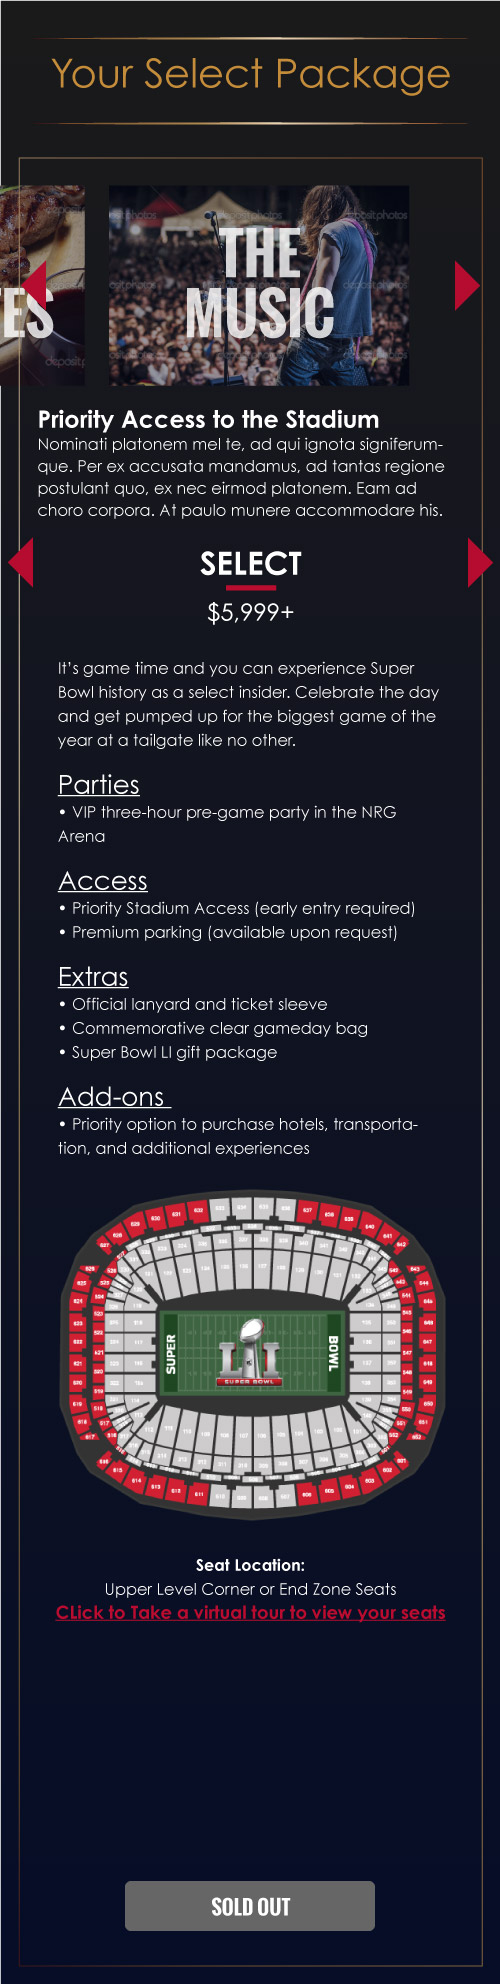 Your Select Package
depositphotos
THE
MUSIC
ES
Priority Access to the Stadium
Nominati platonem mel te, ad qui ignota signiferum-
que. Per ex accusata mandamus, ad tantas regione
postulant quo, ex nec eirmod platonem. Eam ad
choro corpora. At paulo munere accommodare his.
SELECT
$5,999+
It's game time and you can experience Super
Bowl history as a select insider. Celebrate the day
and get pumped up for the biggest game of the
year at a tailgate like no other.
Parties
• VIP three-hour pre-game party in the NRG
Arena
Access
• Priority Stadium Access (early entry required)
• Premium parking (available upon request)
Extras
• Official lanyard and ticket sleeve
• Commemorative clear gameday bag
• Super Bowl LI gift package
Add-ons
• Priority option to purchase hotels, transporta-
tion, and additional experiences
SUPER
LI
SUPER BOWL
BOWL
Seat Location:
Upper Level Corner or End Zone Seats
CLick to Take a virtual tour to view your seats
SOLD OUT